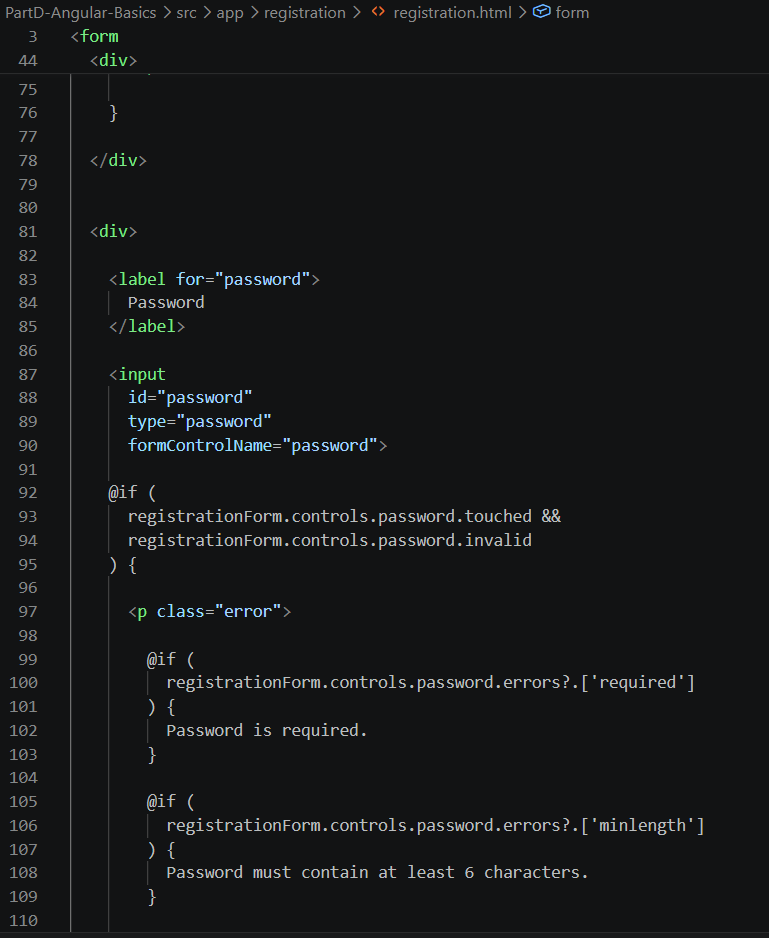 PartD-Angular-Basics > src > app > registration > <> registration.html > form
3 <form
44 <div>
75
76 }
77
78 </div>
79
80
81 <div>
82
83 <label for="password">
84 Password
85 </label>
86
87 <input
88 id="password"
89 type="password"
90 formControlName="password">
91
92 @if (
93 registrationForm.controls.password.touched &&
94 registrationForm.controls.password.invalid
95 ) {
96
97 <p class="error">
98
99 @if (
100 registrationForm.controls.password.errors?.['required']
101 ) {
102 Password is required.
103 }
104
105 @if (
106 registrationForm.controls.password.errors?.['minlength']
107 ) {
108 Password must contain at least 6 characters.
109 }
110